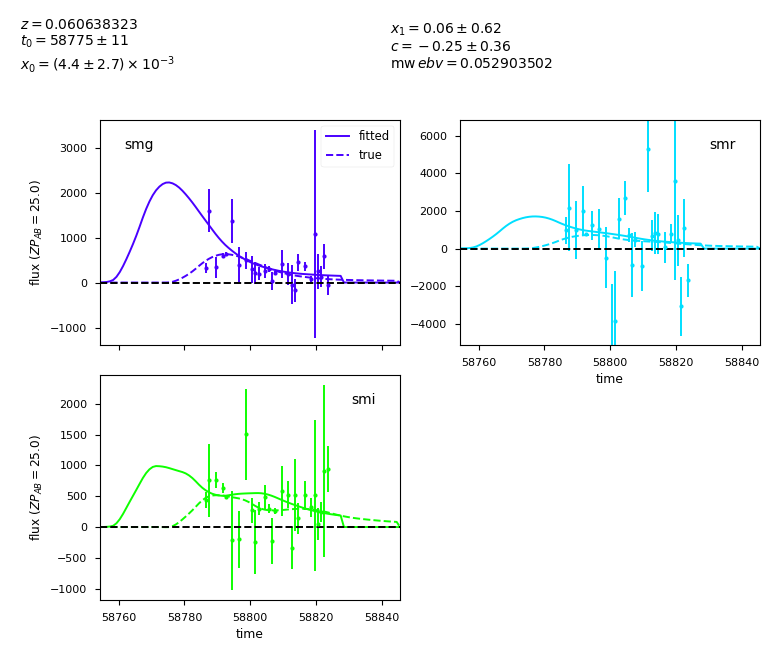 z = 0.060638323
t₀ = 58775 ± 11
x₀ = (4.4 ± 2.7) × 10⁻³
x₁ = 0.06 ± 0.62
c = −0.25 ± 0.36
mw ebv = 0.052903502
smg
fitted
true
3000
2000
1000
0
−1000
flux (ZP_AB = 25.0)
smr
6000
4000
2000
0
−2000
−4000
58760 58780 58800 58820 58840
time
smi
2000
1500
1000
500
0
−500
−1000
flux (ZP_AB = 25.0)
58760 58780 58800 58820 58840
time